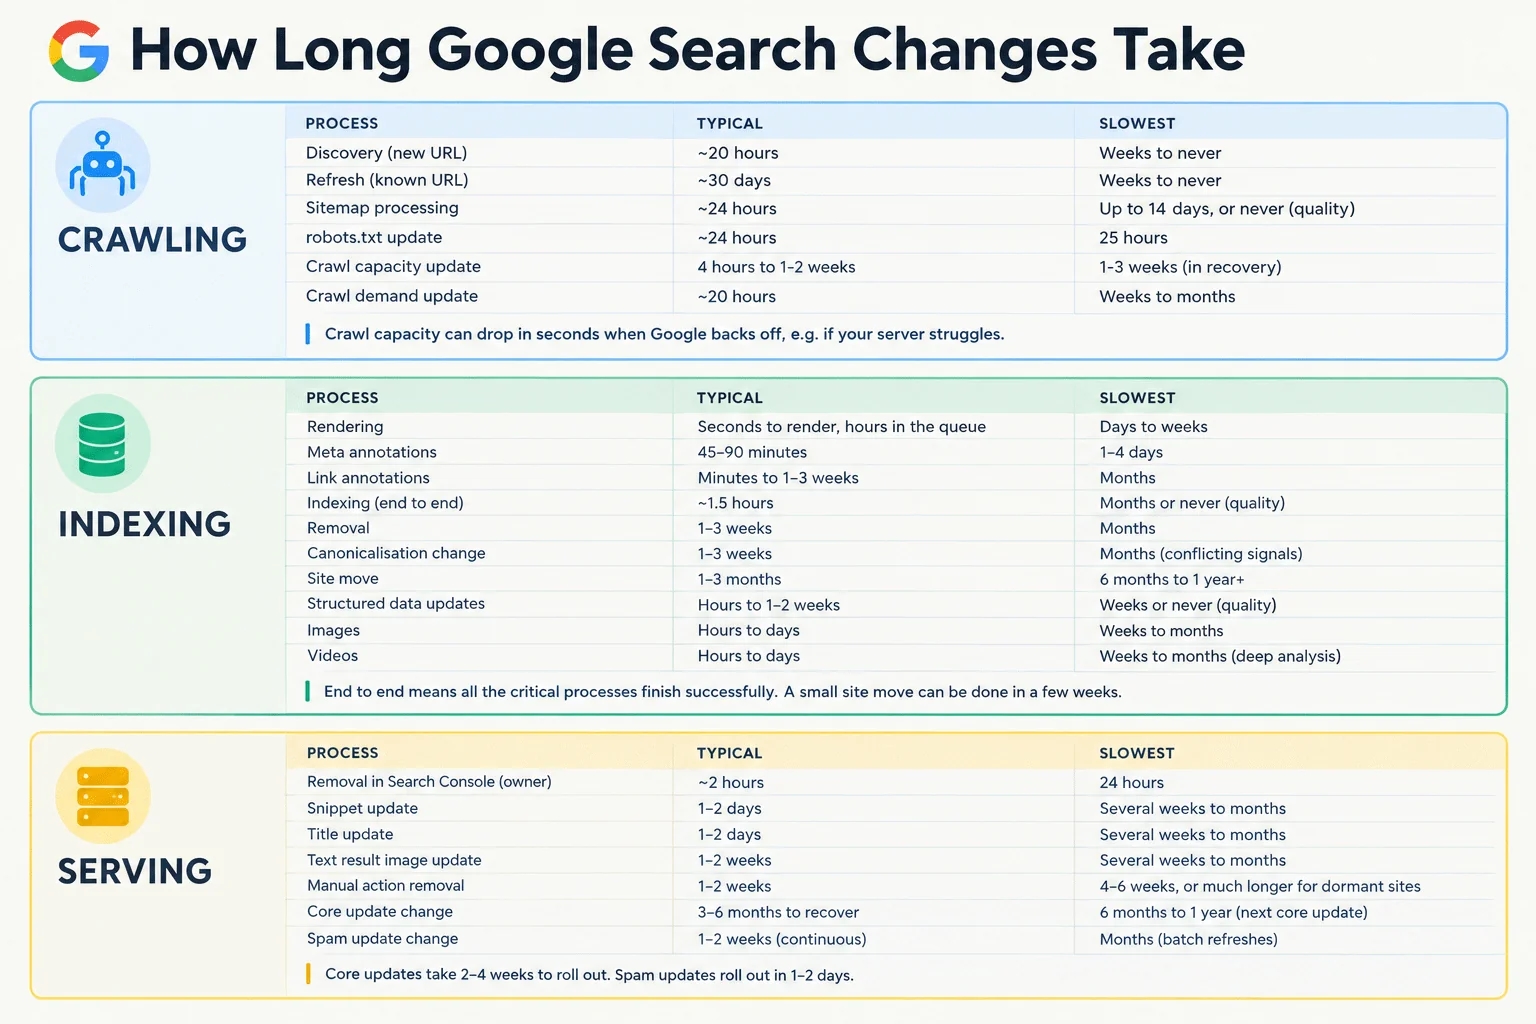 How Long Google Search Changes Take
CRAWLING
PROCESS TYPICAL SLOWEST
Discovery (new URL) ~20 hours Weeks to never
Refresh (known URL) ~30 days Weeks to never
Sitemap processing ~24 hours Up to 14 days, or never (quality)
robots.txt update ~24 hours 25 hours
Crawl capacity update 4 hours to 1-2 weeks 1-3 weeks (in recovery)
Crawl demand update ~20 hours Weeks to months
Crawl capacity can drop in seconds when Google backs off, e.g. if your server struggles.
INDEXING
PROCESS TYPICAL SLOWEST
Rendering Seconds to render, hours in the queue Days to weeks
Meta annotations 45–90 minutes 1–4 days
Link annotations Minutes to 1–3 weeks Months
Indexing (end to end) ~1.5 hours Months or never (quality)
Removal 1–3 weeks Months
Canonicalisation change 1–3 weeks Months (conflicting signals)
Site move 1–3 months 6 months to 1 year+
Structured data updates Hours to 1–2 weeks Weeks or never (quality)
Images Hours to days Weeks to months
Videos Hours to days Weeks to months (deep analysis)
End to end means all the critical processes finish successfully. A small site move can be done in a few weeks.
SERVING
PROCESS TYPICAL SLOWEST
Removal in Search Console (owner) ~2 hours 24 hours
Snippet update 1–2 days Several weeks to months
Title update 1–2 days Several weeks to months
Text result image update 1–2 weeks Several weeks to months
Manual action removal 1–2 weeks 4–6 weeks, or much longer for dormant sites
Core update change 3–6 months to recover 6 months to 1 year (next core update)
Spam update change 1–2 weeks (continuous) Months (batch refreshes)
Core updates take 2–4 weeks to roll out. Spam updates roll out in 1–2 days.